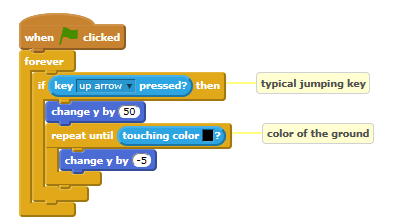 when clicked
forever
if key up arrow pressed? then
typical jumping key
change y by 50
repeat until touching color ?
color of the ground
change y by -5